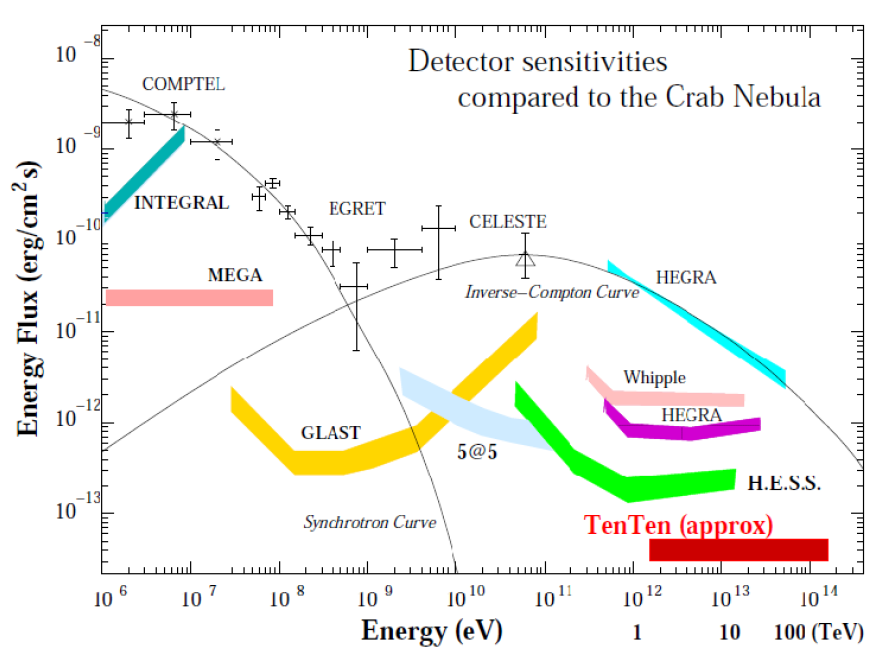 Detector sensitivities
compared to the Crab Nebula
10 −8
10 −9
10 −10
10 −11
10 −12
10 −13
Energy Flux (erg/cm² s)
COMPTEL
INTEGRAL
EGRET
CELESTE
MEGA
HEGRA
Inverse−Compton Curve
Whipple
HEGRA
GLAST
5@5
H.E.S.S.
Synchrotron Curve
TenTen (approx)
10 6 10 7 10 8 10 9 10 10 10 11 10 12 10 13 10 14
Energy (eV) 1 10 100 (TeV)